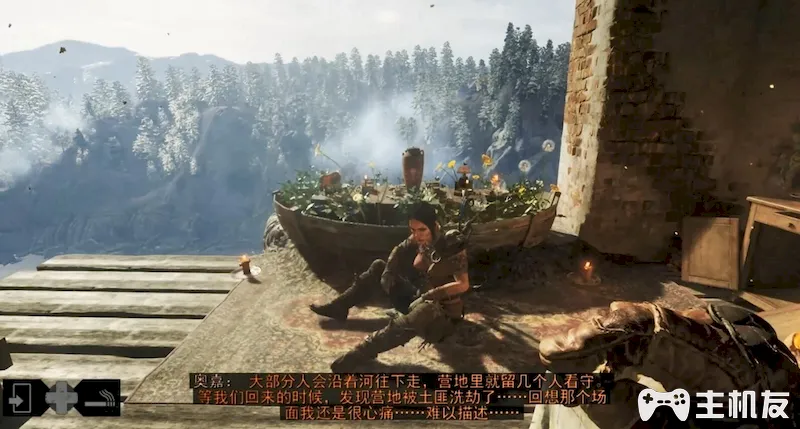 奥嘉： 大部分人会沿着河往下走，营地里就留几个人看守。
等我们回来的时候，发现营地被土匪洗劫了……回想那个场
面我还是很心痛……难以描述……
主机友